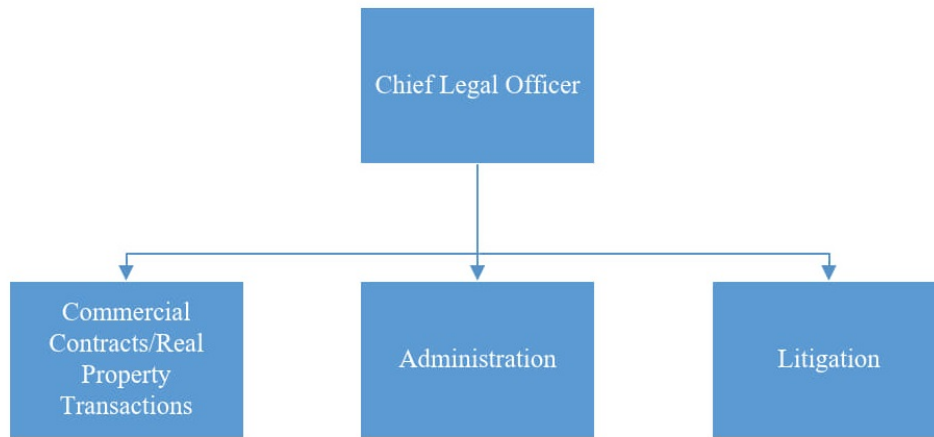 Chief Legal Officer
Commercial
Contracts/Real
Property
Transactions
Administration
Litigation